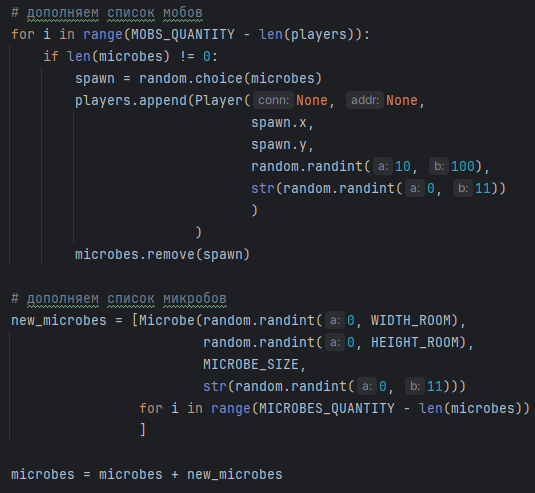 # дополняем список мобов
for i in range(MOBS_QUANTITY - len(players)):
    if len(microbes) != 0:
        spawn = random.choice(microbes)
        players.append(Player( conn: None, addr: None,
                              spawn.x,
                              spawn.y,
                              random.randint( a: 10, b: 100),
                              str(random.randint( a: 0, b: 11))
                              )
                       )
        microbes.remove(spawn)
# дополняем список микробов
new_microbes = [Microbe(random.randint( a: 0, WIDTH_ROOM),
                        random.randint( a: 0, HEIGHT_ROOM),
                        MICROBE_SIZE,
                        str(random.randint( a: 0, b: 11)))
                for i in range(MICROBES_QUANTITY - len(microbes))
                ]
microbes = microbes + new_microbes